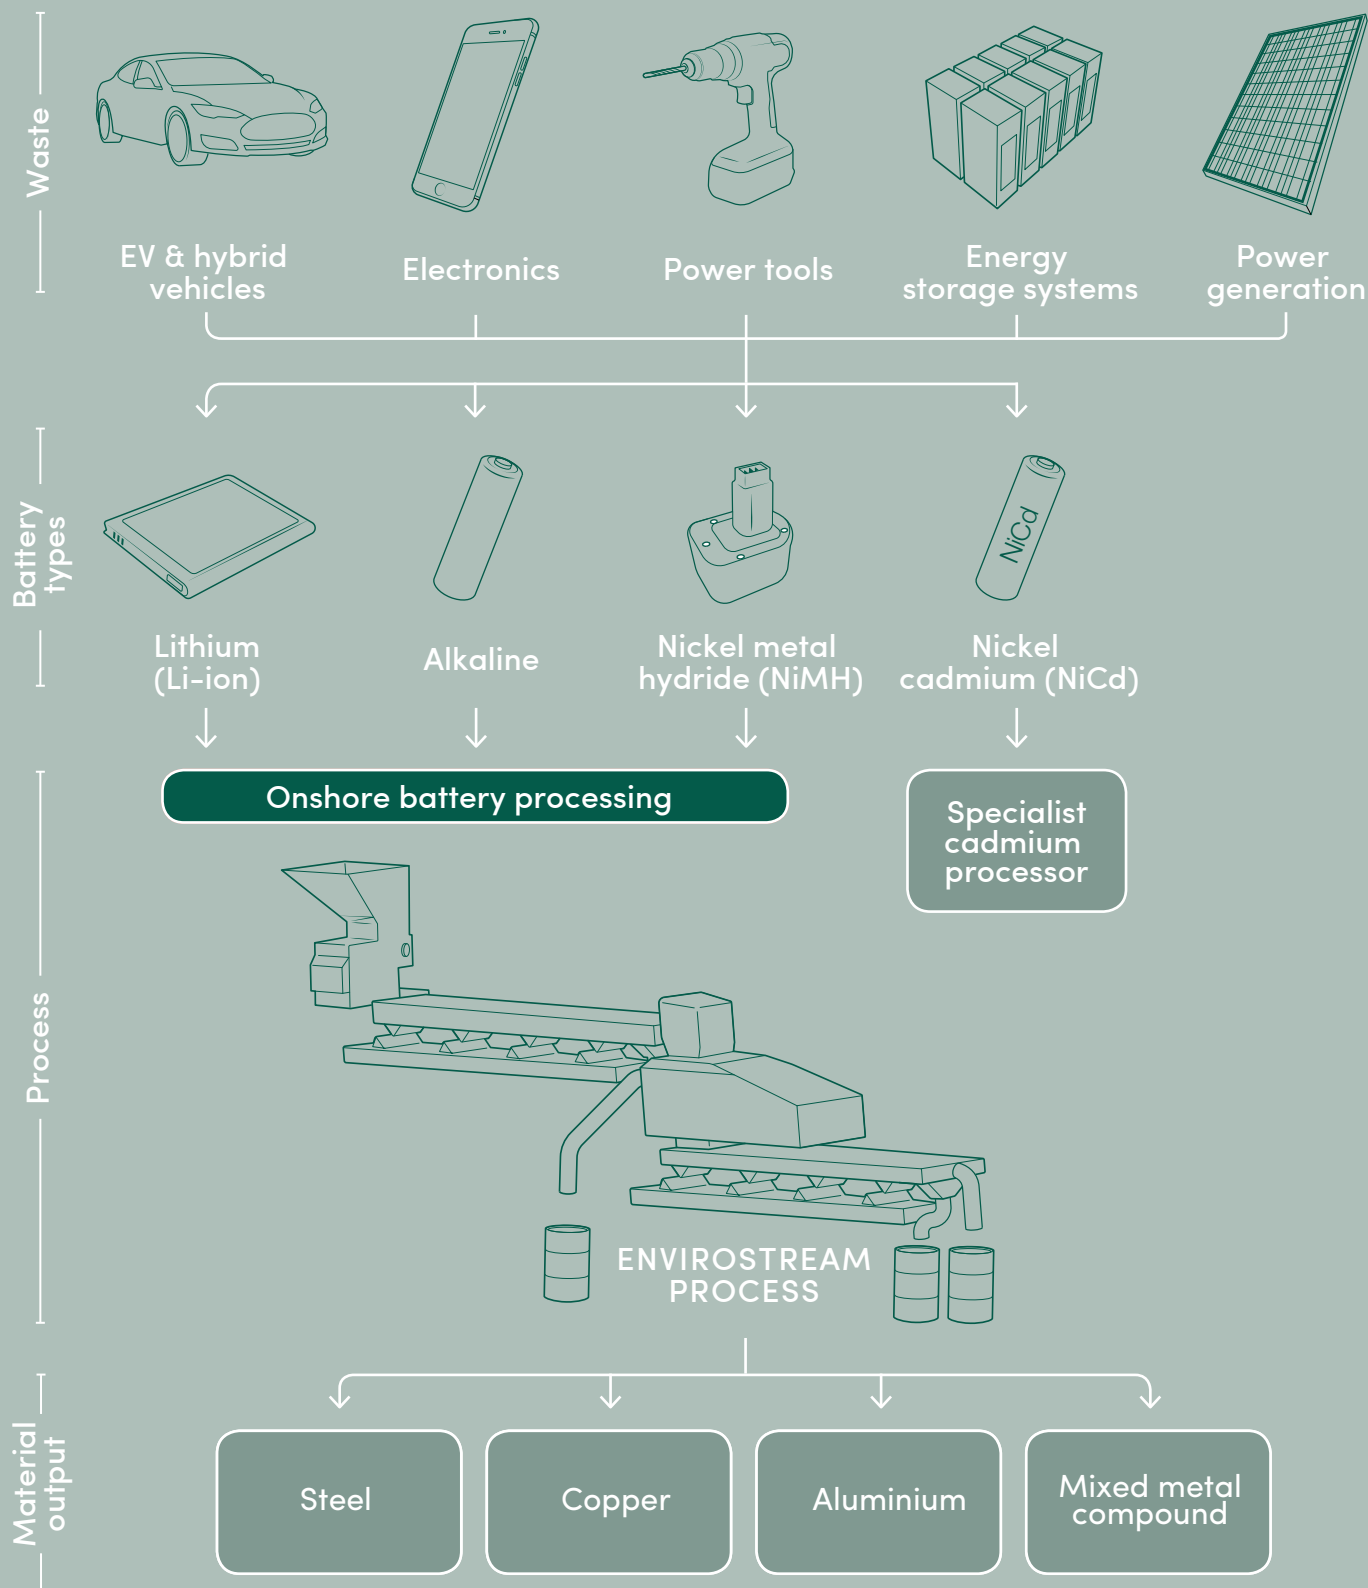 Waste
EV & hybrid
vehicles
Electronics
Power tools
Energy
storage systems
Power
generation
Battery
types
NiCd
Lithium
(Li-ion)
Alkaline
Nickel metal
hydride (NiMH)
Nickel
cadmium (NiCd)
Process
Onshore battery processing
Specialist
cadmium
processor
ENVIROSTREAM
PROCESS
Material
output
Steel
Copper
Aluminium
Mixed metal
compound